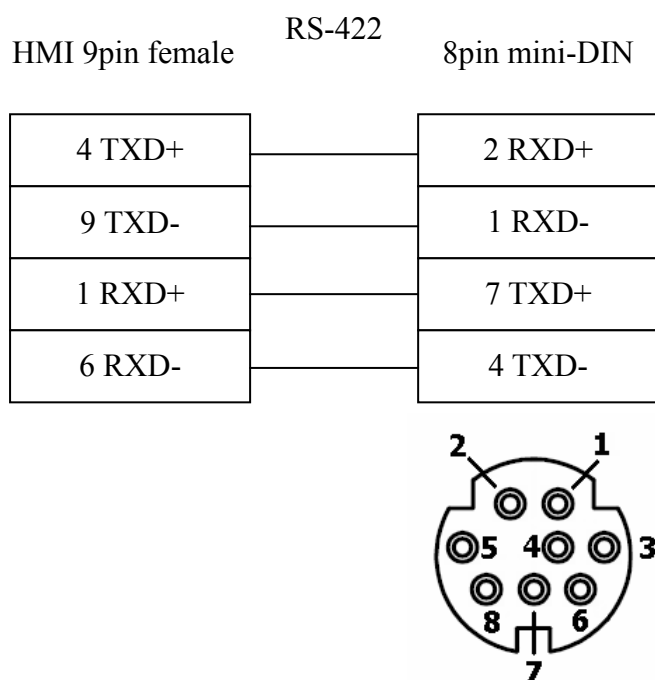 RS-422
HMI 9pin female 8pin mini-DIN
4 TXD+ 2 RXD+
9 TXD- 1 RXD-
1 RXD+ 7 TXD+
6 RXD- 4 TXD-
2 1
5 4 3
8 6
7